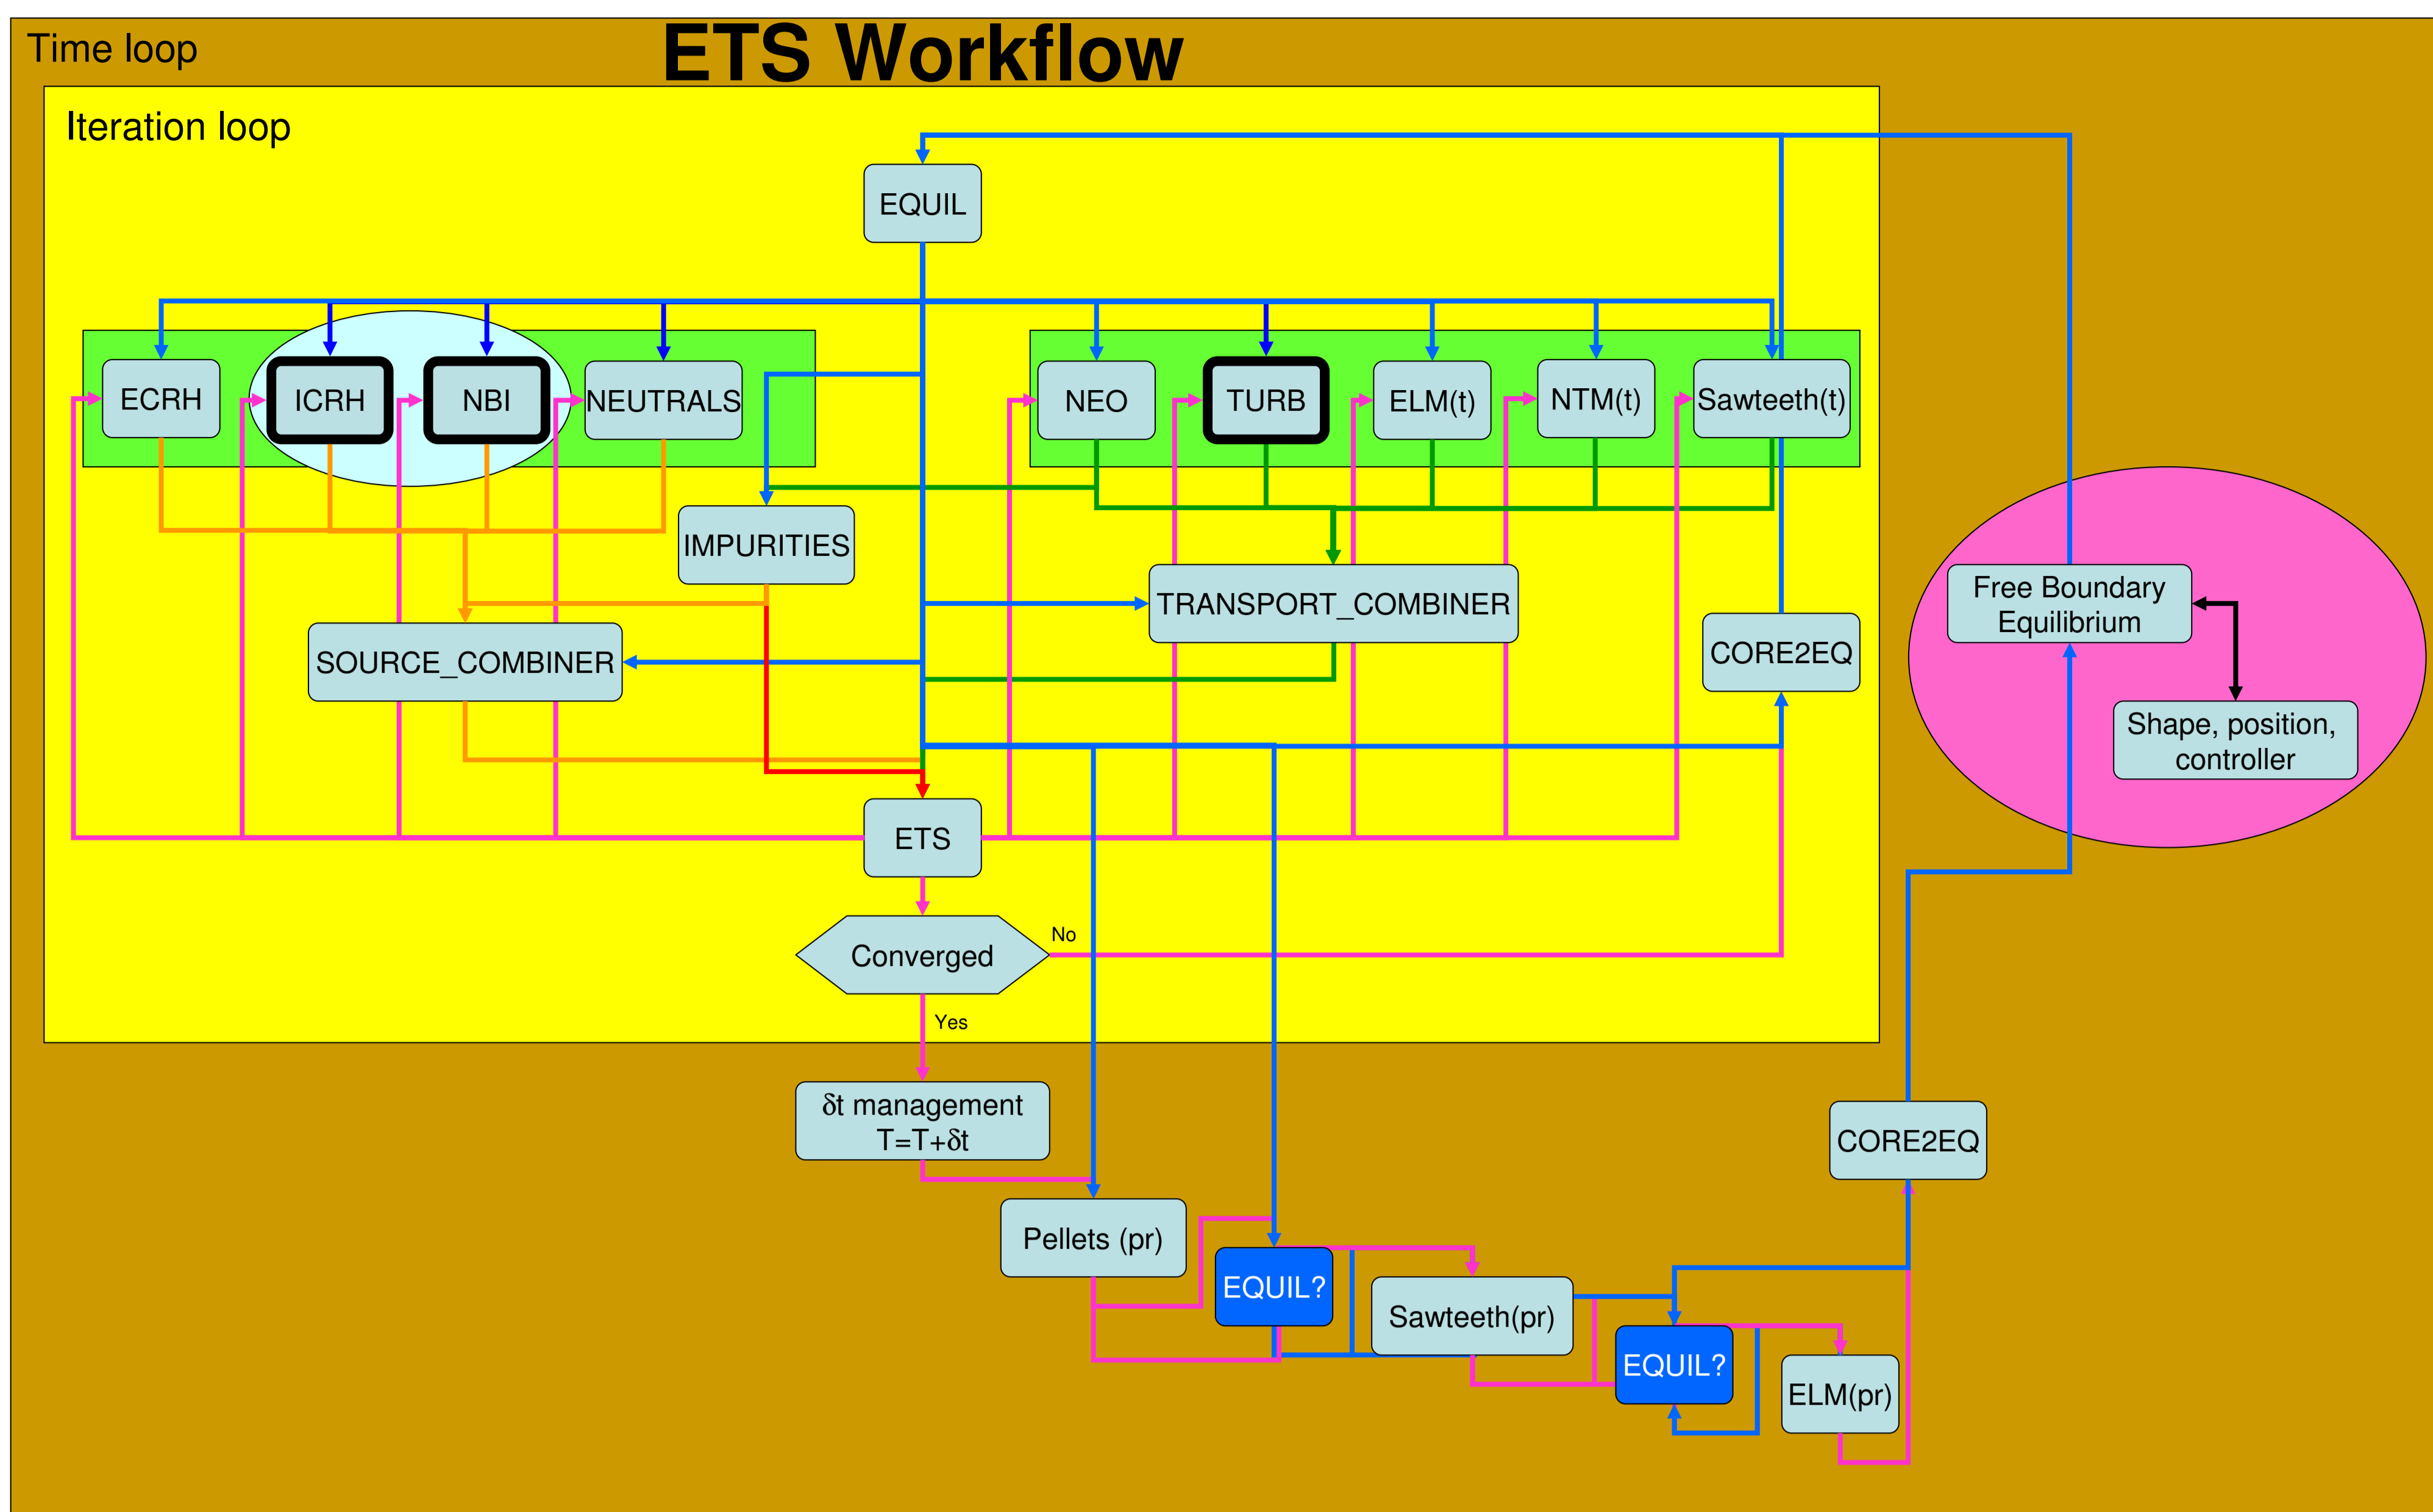 ETS Workflow
Time loop
Iteration loop
EQUIL
ECRH
ICRH
NBI
NEUTRALS
NEO
TURB
ELM(t)
NTM(t)
Sawteeth(t)
IMPURITIES
TRANSPORT_COMBINER
SOURCE_COMBINER
CORE2EQ
Free Boundary
Equilibrium
Shape, position,
controller
ETS
Converged
No
Yes
δt management
T=T+δt
CORE2EQ
Pellets (pr)
EQUIL?
Sawteeth(pr)
EQUIL?
ELM(pr)